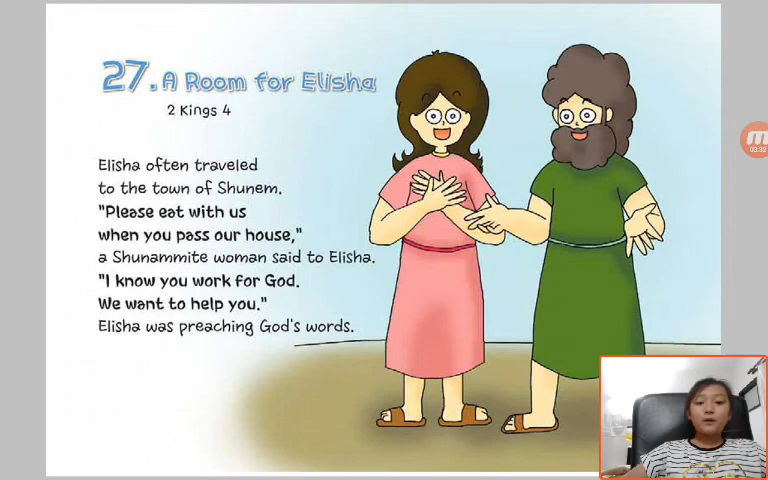 27. A Room for Elisha
2 Kings 4
Elisha often traveled
to the town of Shunem.
"Please eat with us
when you pass our house,"
a Shunammite woman said to Elisha.
"I know you work for God.
We want to help you."
Elisha was preaching God's words.
03:32